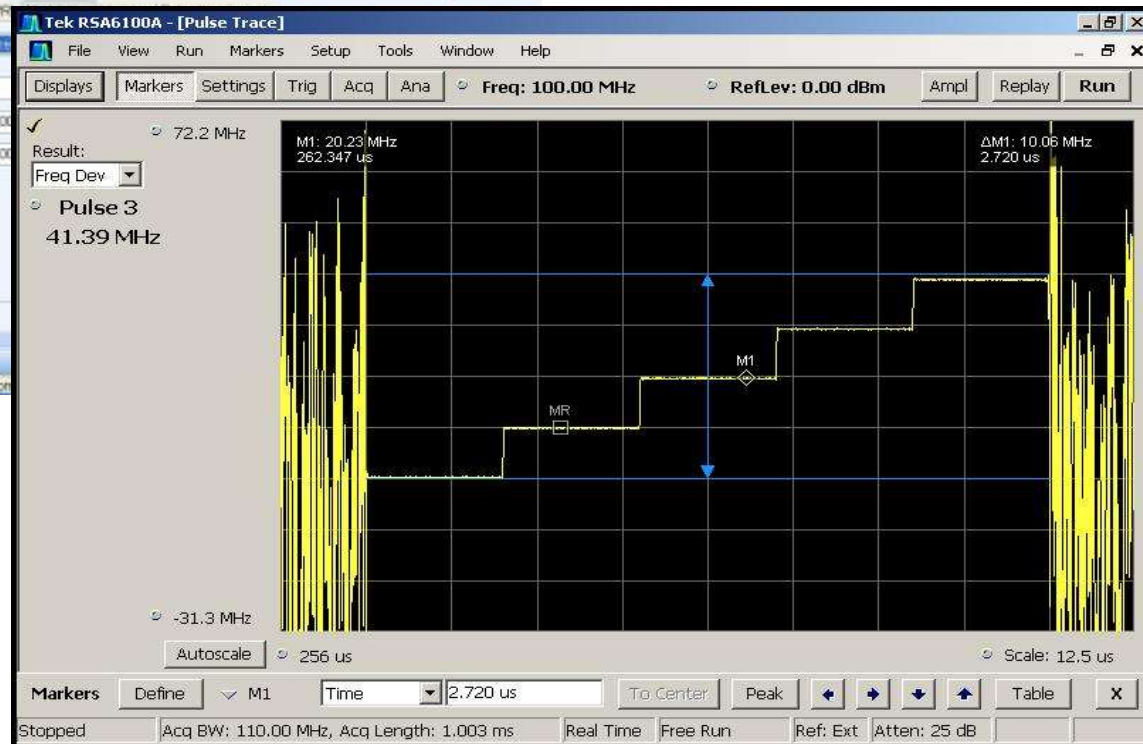 Tek RSA6100A - [Pulse Trace]
File View Run Markers Setup Tools Window Help
Displays Markers Settings Trig Acq Ana Freq: 100.00 MHz RefLev: 0.00 dBm Ampl Replay Run
72.2 MHz
Result:
Freq Dev
Pulse 3
41.39 MHz
M1: 20.23 MHz
262.347 us
ΔM1: 10.06 MHz
2.720 us
M1
MR
-31.3 MHz
Autoscale 256 us Scale: 12.5 us
Markers Define M1 Time 2.720 us To Center Peak Table X
Stopped Acq BW: 110.00 MHz, Acq Length: 1.003 ms Real Time Free Run Ref: Ext Atten: 25 dB